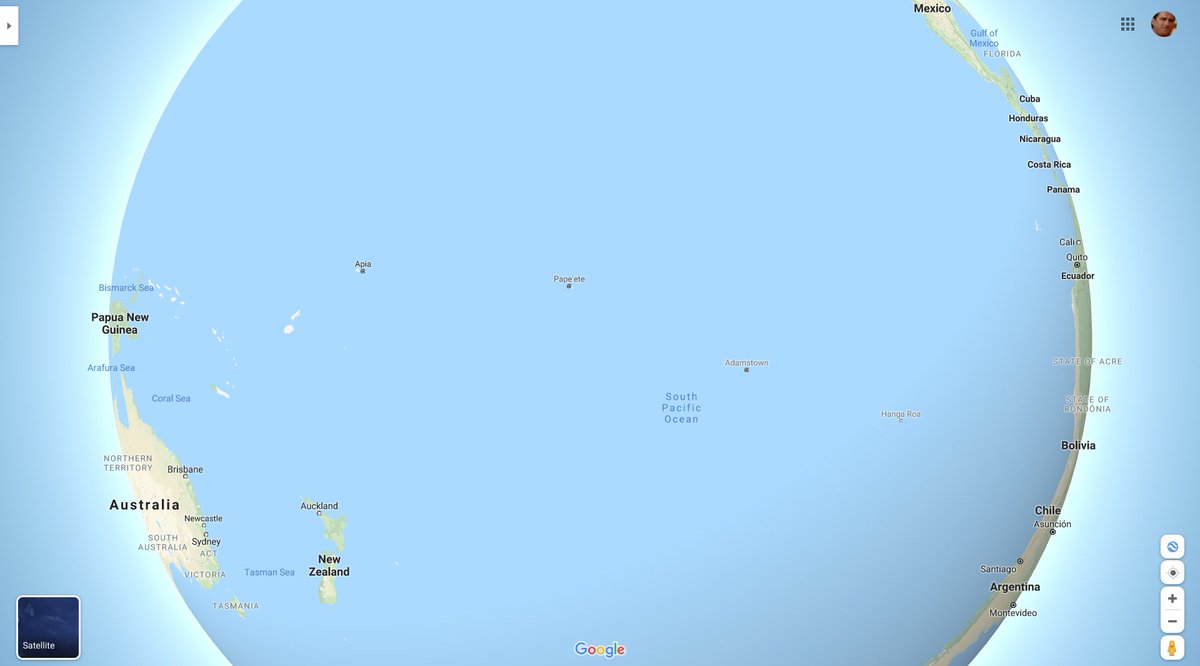 Mexico
Gulf of
Mexico
FLORIDA
Cuba
Honduras
Nicaragua
Costa Rica
Panama
Cali
Quito
Ecuador
Apia
Pape'ete
Bismarck Sea
Papua New
Guinea
Arafura Sea
Coral Sea
Adamstown
STATE OF ACRE
South
Pacific
Ocean
STATE OF
RONDÔNIA
Hanga Roa
Bolivia
NORTHERN
TERRITORY
Brisbane
Australia
Auckland
Newcastle
Sydney
SOUTH
AUSTRALIA
ACT
VICTORIA
Tasman Sea
New
Zealand
TASMANIA
Chile
Asunción
Santiago
Argentina
Montevideo
Satellite
Google